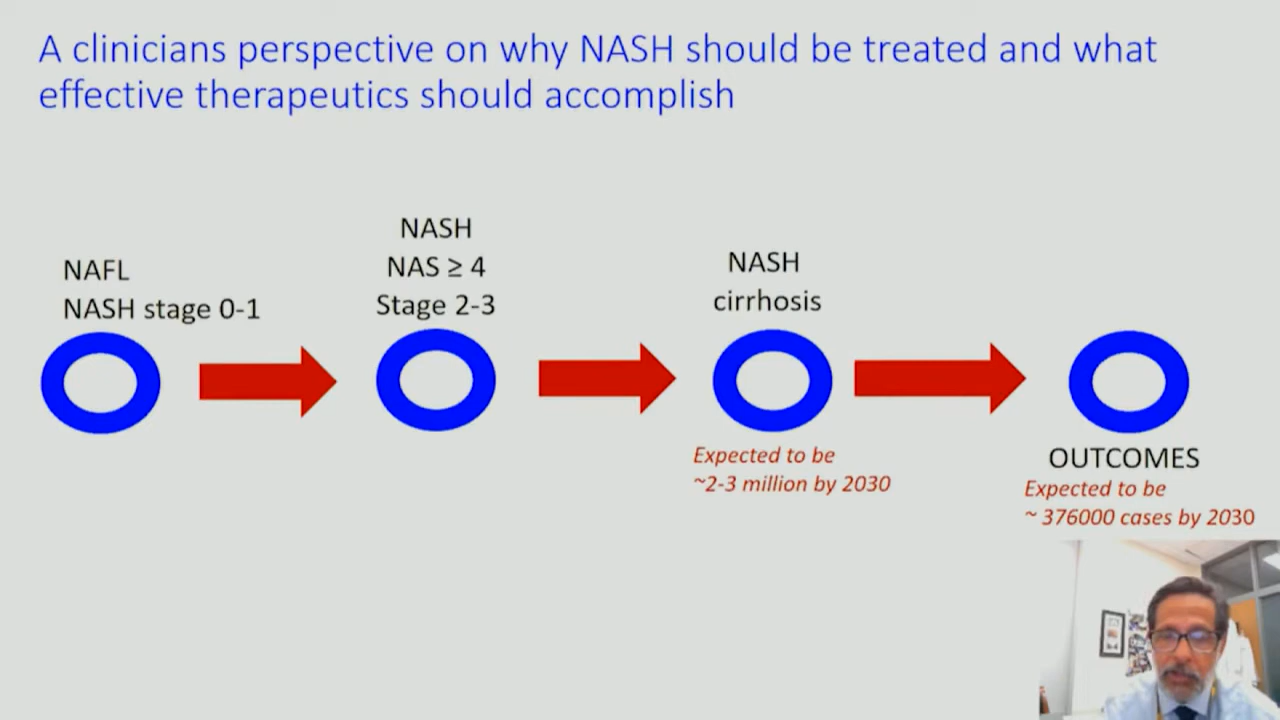 A clinicians perspective on why NASH should be treated and what
effective therapeutics should accomplish
NAFL
NASH stage 0-1
NASH
NAS ≥ 4
Stage 2-3
NASH
cirrhosis
Expected to be
~2-3 million by 2030
OUTCOMES
Expected to be
~ 376000 cases by 2030